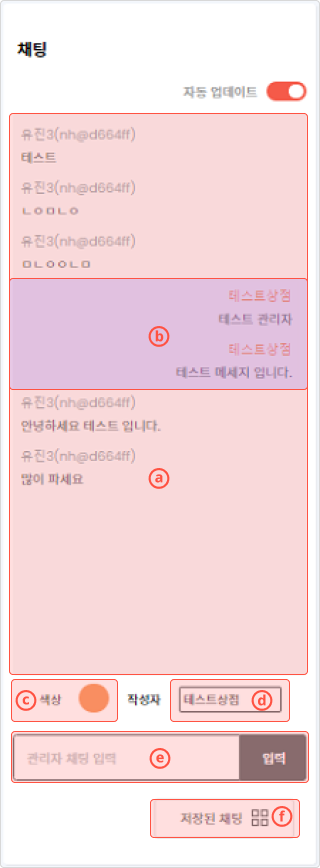 채팅
자동 업데이트
유진3(nh@d664ff)
테스트
유진3(nh@d664ff)
ㄴㅇㅁㄴㅇ
유진3(nh@d664ff)
ㅁㄴㅇㅇㄴㅁ
테스트상점
테스트 관리자
b
테스트상점
테스트 메세지 입니다.
유진3(nh@d664ff)
안녕하세요 테스트 입니다.
유진3(nh@d664ff)
많이 파세요
a
c 색상 작성자 테스트상점 d
관리자 채팅 입력 e 입력
저장된 채팅 f